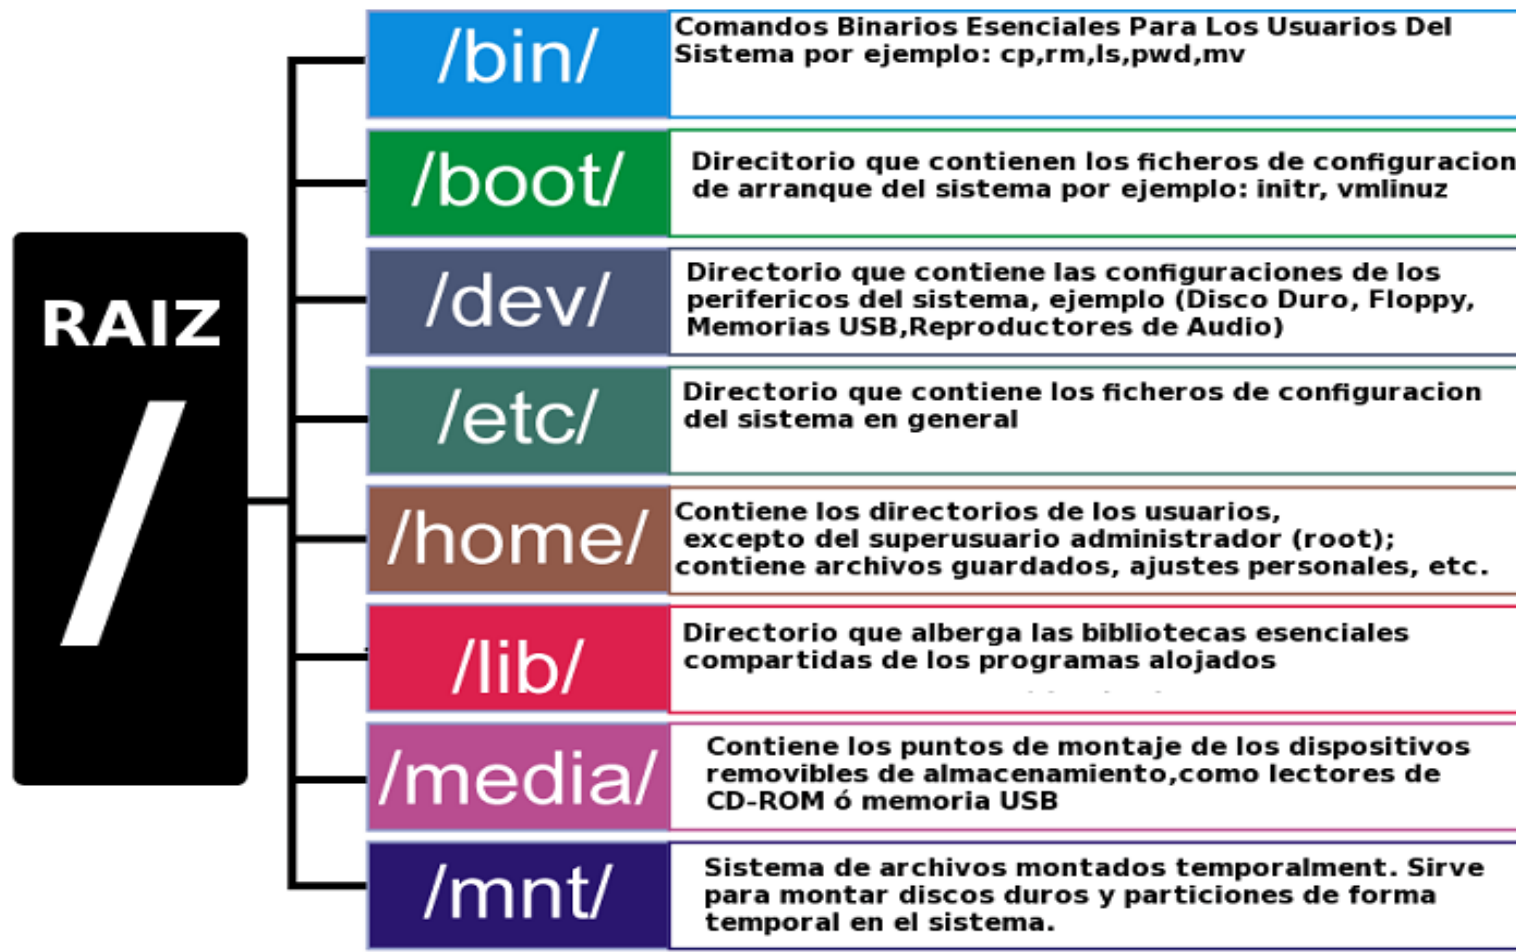 RAIZ
/
/bin/
Comandos Binarios Esenciales Para Los Usuarios Del
Sistema por ejemplo: cp,rm,ls,pwd,mv
/boot/
Direcitorio que contienen los ficheros de configuracion
de arranque del sistema por ejemplo: initr, vmlinuz
/dev/
Directorio que contiene las configuraciones de los
perifericos del sistema, ejemplo (Disco Duro, Floppy,
Memorias USB,Reproductores de Audio)
/etc/
Directorio que contiene los ficheros de configuracion
del sistema en general
/home/
Contiene los directorios de los usuarios,
excepto del superusuario administrador (root);
contiene archivos guardados, ajustes personales, etc.
/lib/
Directorio que alberga las bibliotecas esenciales
compartidas de los programas alojados
/media/
Contiene los puntos de montaje de los dispositivos
removibles de almacenamiento,como lectores de
CD-ROM ó memoria USB
/mnt/
Sistema de archivos montados temporalment. Sirve
para montar discos duros y particiones de forma
temporal en el sistema.